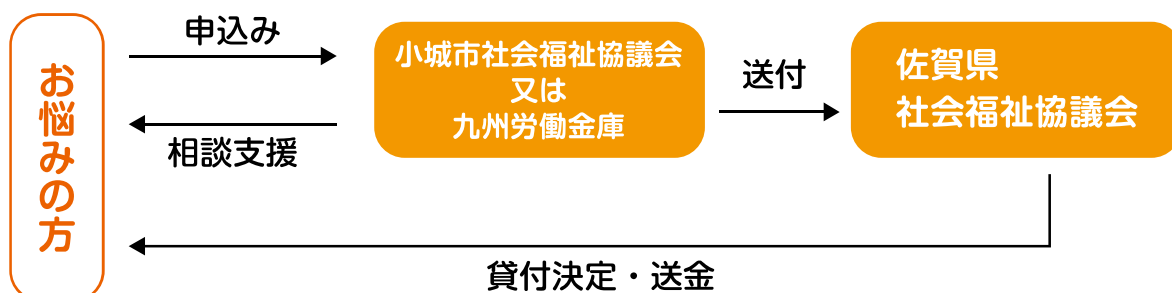 お悩みの方
申込み
相談支援
小城市社会福祉協議会
又は
九州労働金庫
送付
佐賀県
社会福祉協議会
貸付決定・送金